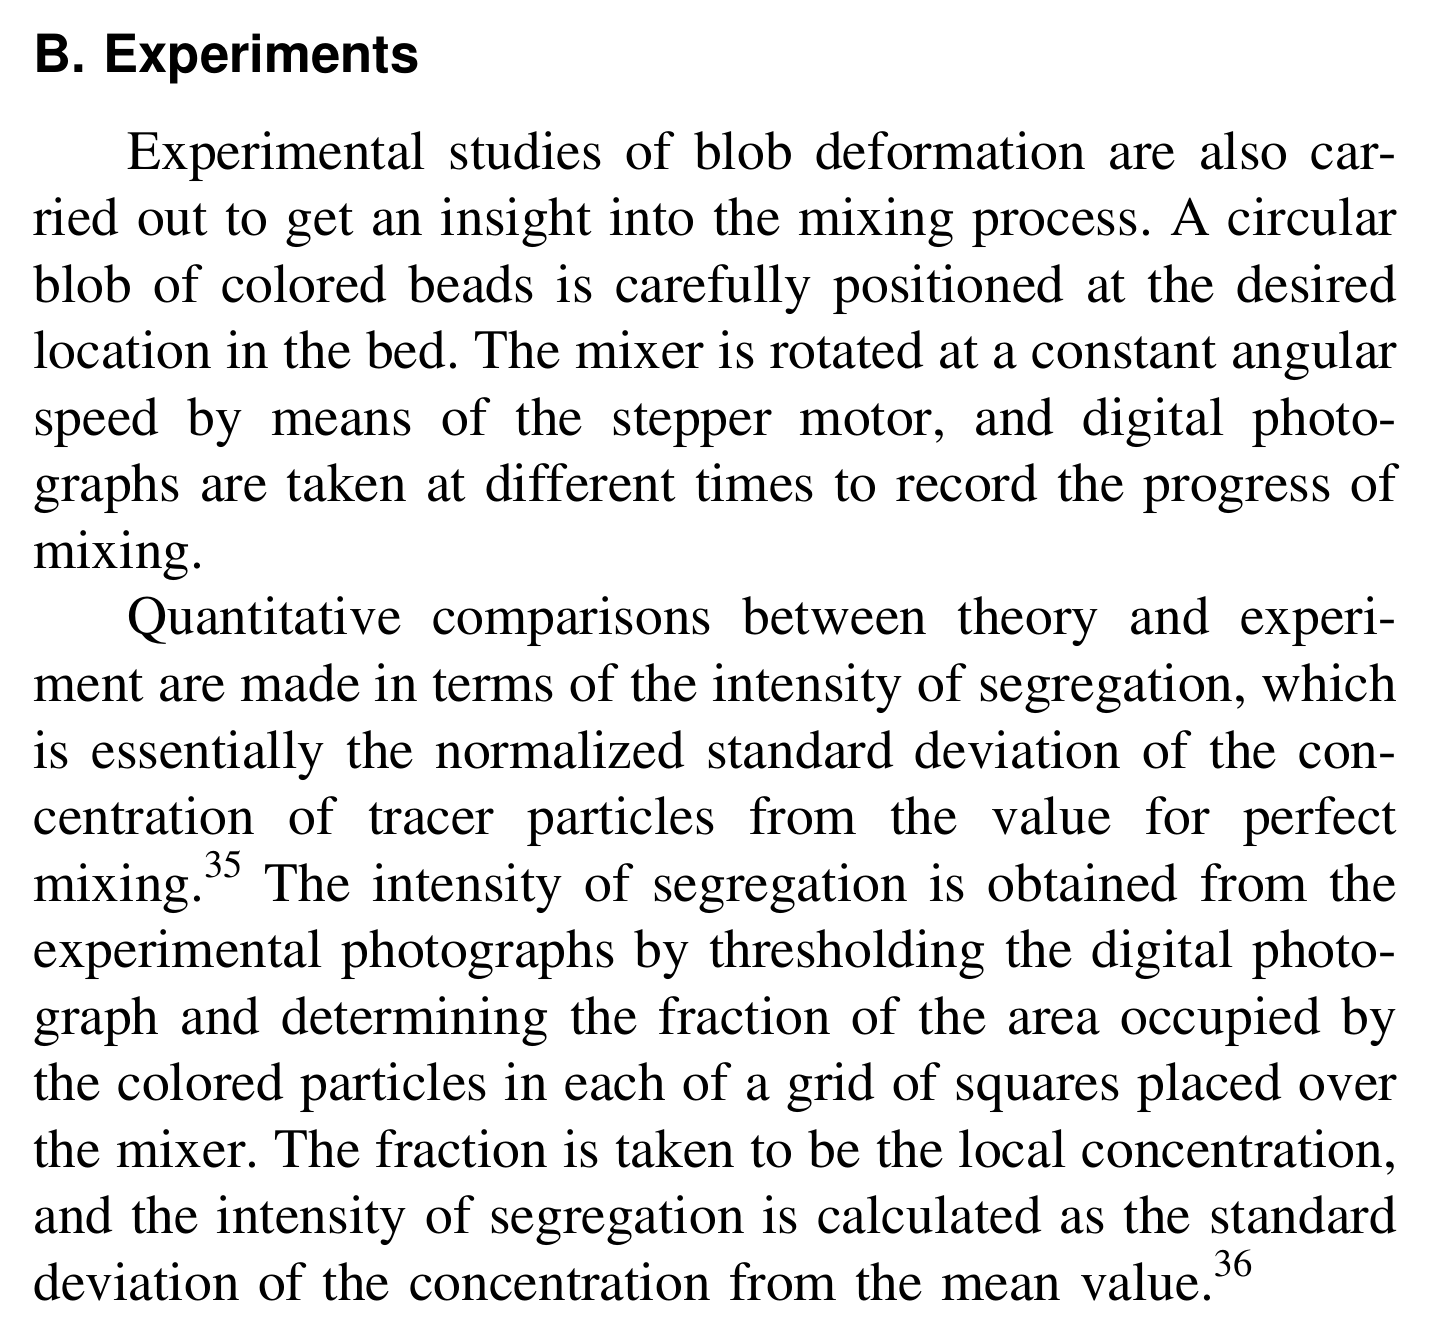 B. Experiments
Experimental studies of blob deformation are also car-
ried out to get an insight into the mixing process. A circular
blob of colored beads is carefully positioned at the desired
location in the bed. The mixer is rotated at a constant angular
speed by means of the stepper motor, and digital photo-
graphs are taken at different times to record the progress of
mixing.
Quantitative comparisons between theory and experi-
ment are made in terms of the intensity of segregation, which
is essentially the normalized standard deviation of the con-
centration of tracer particles from the value for perfect
mixing.35 The intensity of segregation is obtained from the
experimental photographs by thresholding the digital photo-
graph and determining the fraction of the area occupied by
the colored particles in each of a grid of squares placed over
the mixer. The fraction is taken to be the local concentration,
and the intensity of segregation is calculated as the standard
deviation of the concentration from the mean value.36